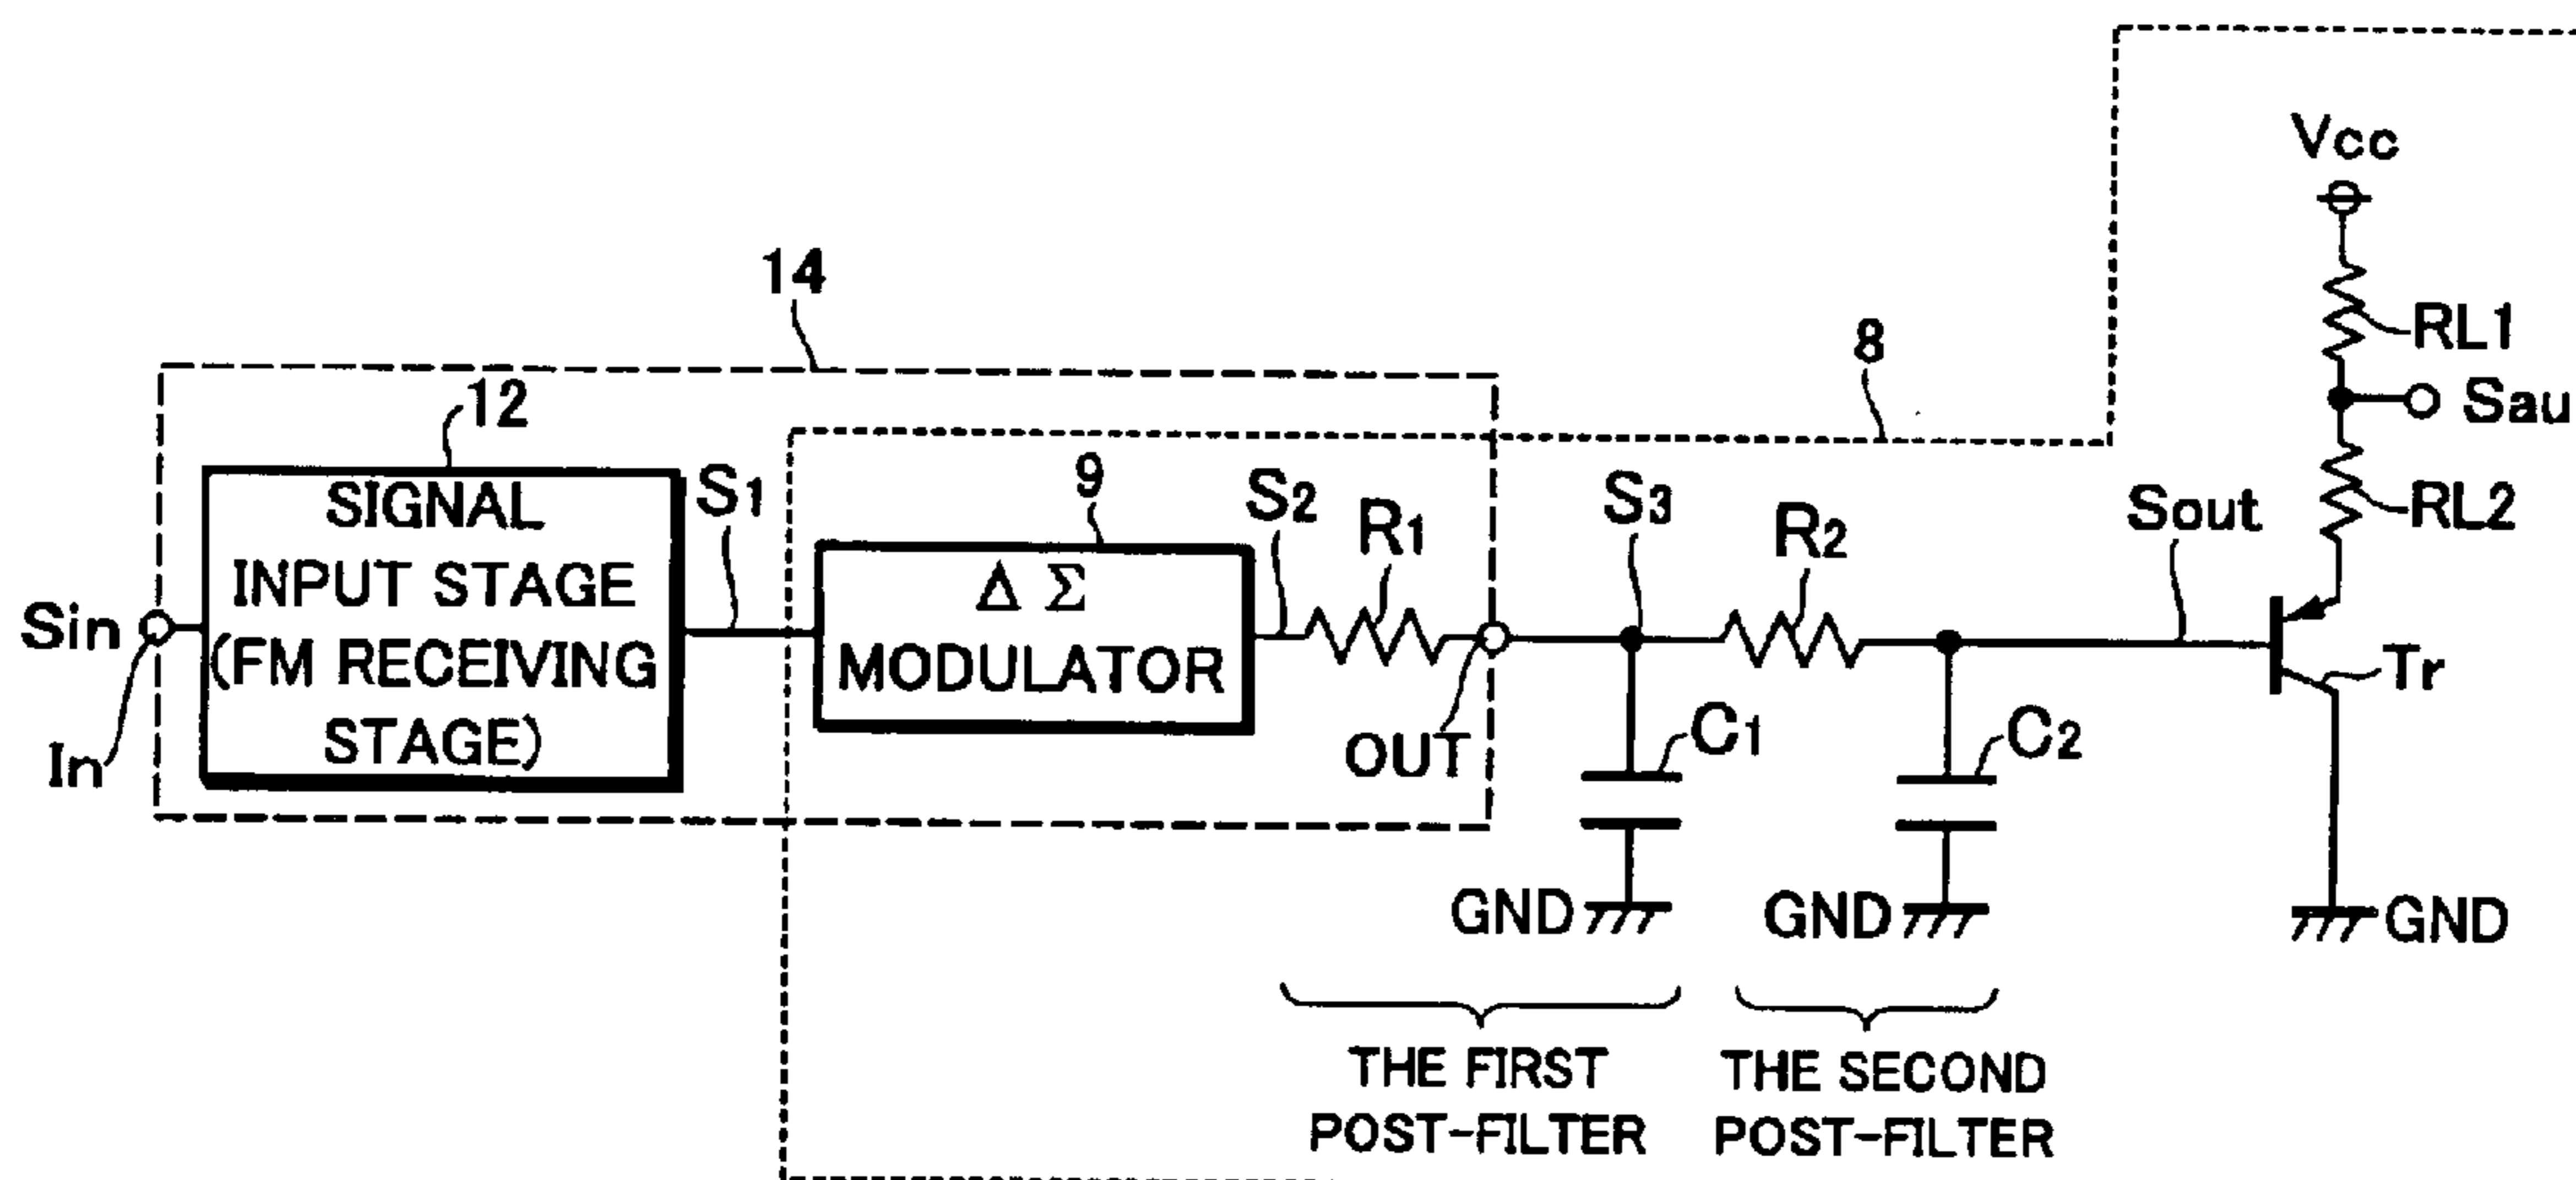 Vcc
14
8
RL1
12
Sau
SIGNAL
INPUT STAGE
(FM RECEIVING
STAGE)
S1
9
ΔΣ
MODULATOR
S2
R1
S3
R2
Sout
RL2
Sin
In
OUT
C1
C2
Tr
GND
GND
GND
THE FIRST
POST-FILTER
THE SECOND
POST-FILTER